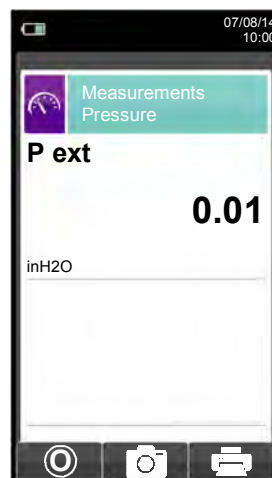 07/08/14
10:00
Measurements
Pressure
P ext
0.01
inH2O